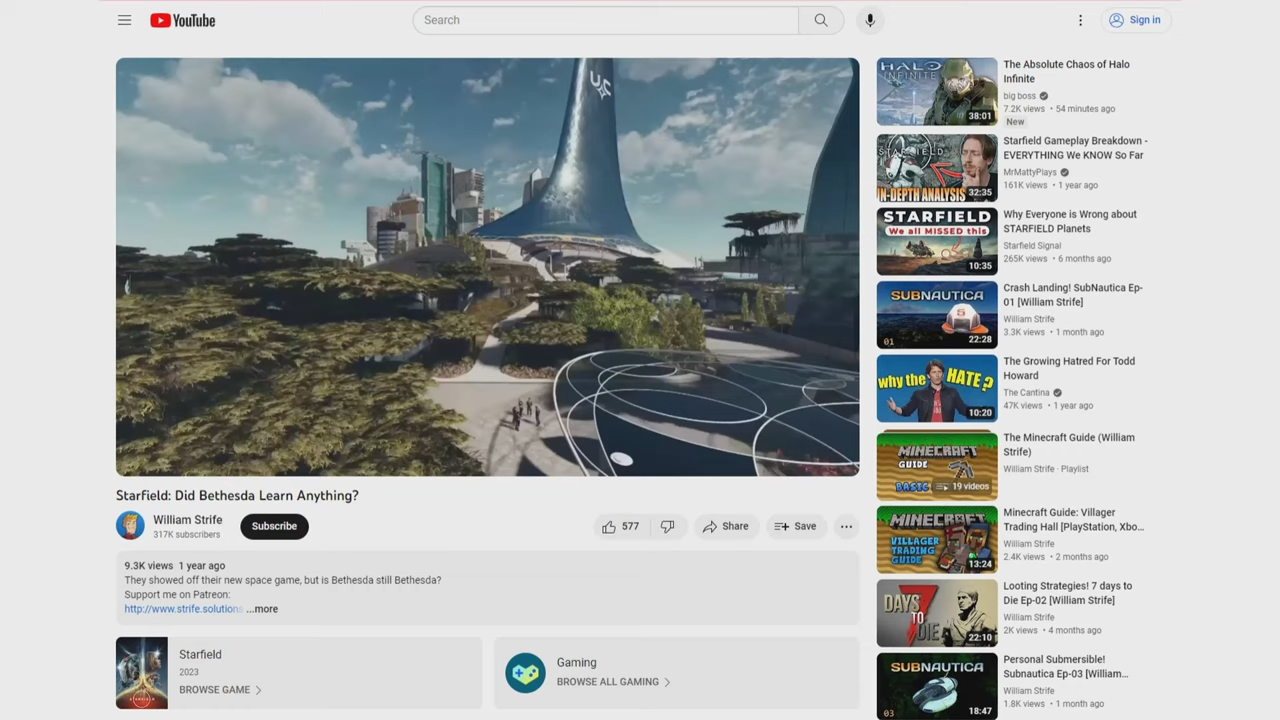 YouTube
Search
Sign in
UC
Starfield: Did Bethesda Learn Anything?
William Strife
317K subscribers
Subscribe
577
Share
Save
9.3K views 1 year ago
They showed off their new space game, but is Bethesda still Bethesda?
Support me on Patreon:
http://www.strife.solutions ...more
Starfield
2023
BROWSE GAME
STARFIELD
Gaming
BROWSE ALL GAMING
HALO
INFINITE
38:01
The Absolute Chaos of Halo
Infinite
big boss
7.2K views • 54 minutes ago
New
STARFIELD
IN-DEPTH ANALYSIS
32:35
Starfield Gameplay Breakdown -
EVERYTHING We KNOW So Far
MrMattyPlays
161K views • 1 year ago
STARFIELD
We all MISSED this
10:35
Why Everyone is Wrong about
STARFIELD Planets
Starfield Signal
265K views • 6 months ago
SUBNAUTICA
S
01
22:28
Crash Landing! SubNautica Ep-
01 [William Strife]
William Strife
3.3K views • 1 month ago
why the HATE?
10:20
The Growing Hatred For Todd
Howard
The Cantina
47K views • 1 year ago
MINECRAFT
GUIDE
BASIC
19 videos
The Minecraft Guide (William
Strife)
William Strife · Playlist
MINECRAFT
VILLAGER
TRADING
GUIDE
13:24
Minecraft Guide: Villager
Trading Hall [PlayStation, Xbo...
William Strife
2.4K views • 2 months ago
7
DAYS
TO
DIE
22:10
Looting Strategies! 7 days to
Die Ep-02 [William Strife]
William Strife
2K views • 4 months ago
SUBNAUTICA
03
18:47
Personal Submersible!
Subnautica Ep-03 [William...
William Strife
1.8K views • 1 month ago